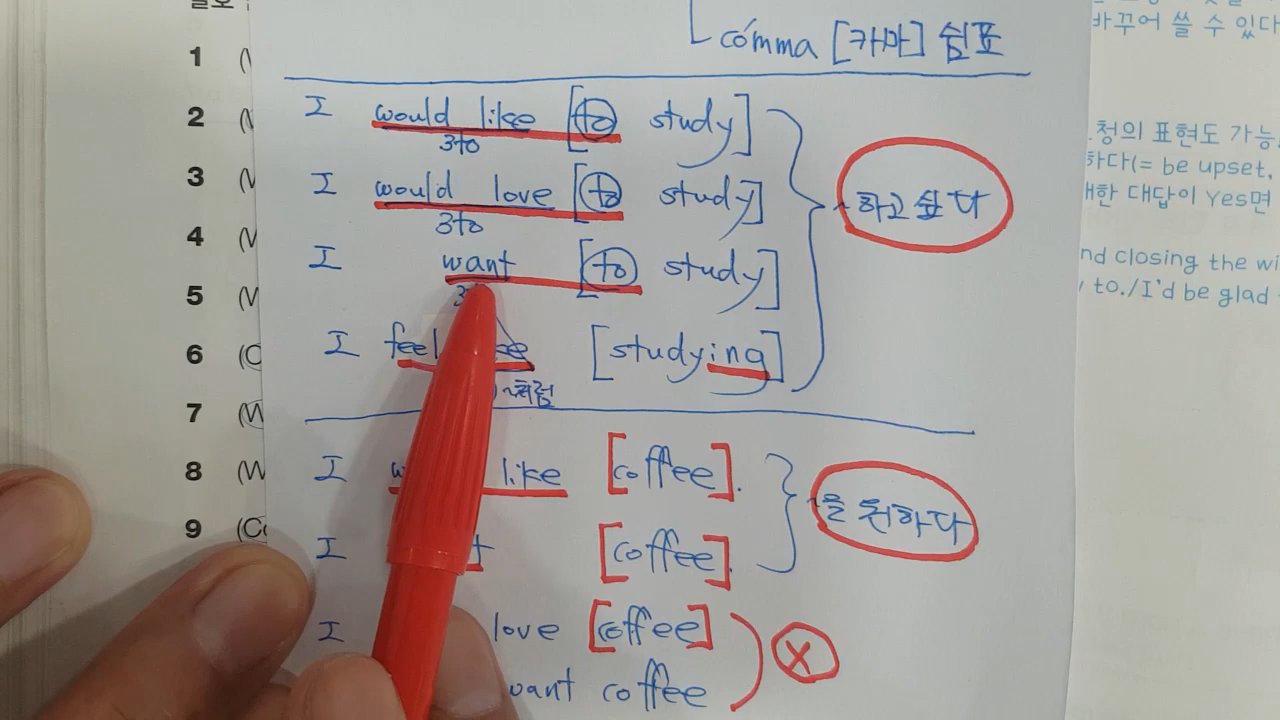 comma [카마] 쉼표
I would like [to study]
3to
I would love [to study]
3to
~하고 싶다
I want [to study]
I feel [studying]
~처럼
I like [coffee].
~을 원하다
I [coffee].
I love [coffee]
X
want coffee
1
2
3
4
5
6
7
8
9
바꾸어 쓸 수 있다
청의 표현도 가능
하다(= be upset,
대한 대답이 Yes면
nd closing the wi
to./I'd be glad